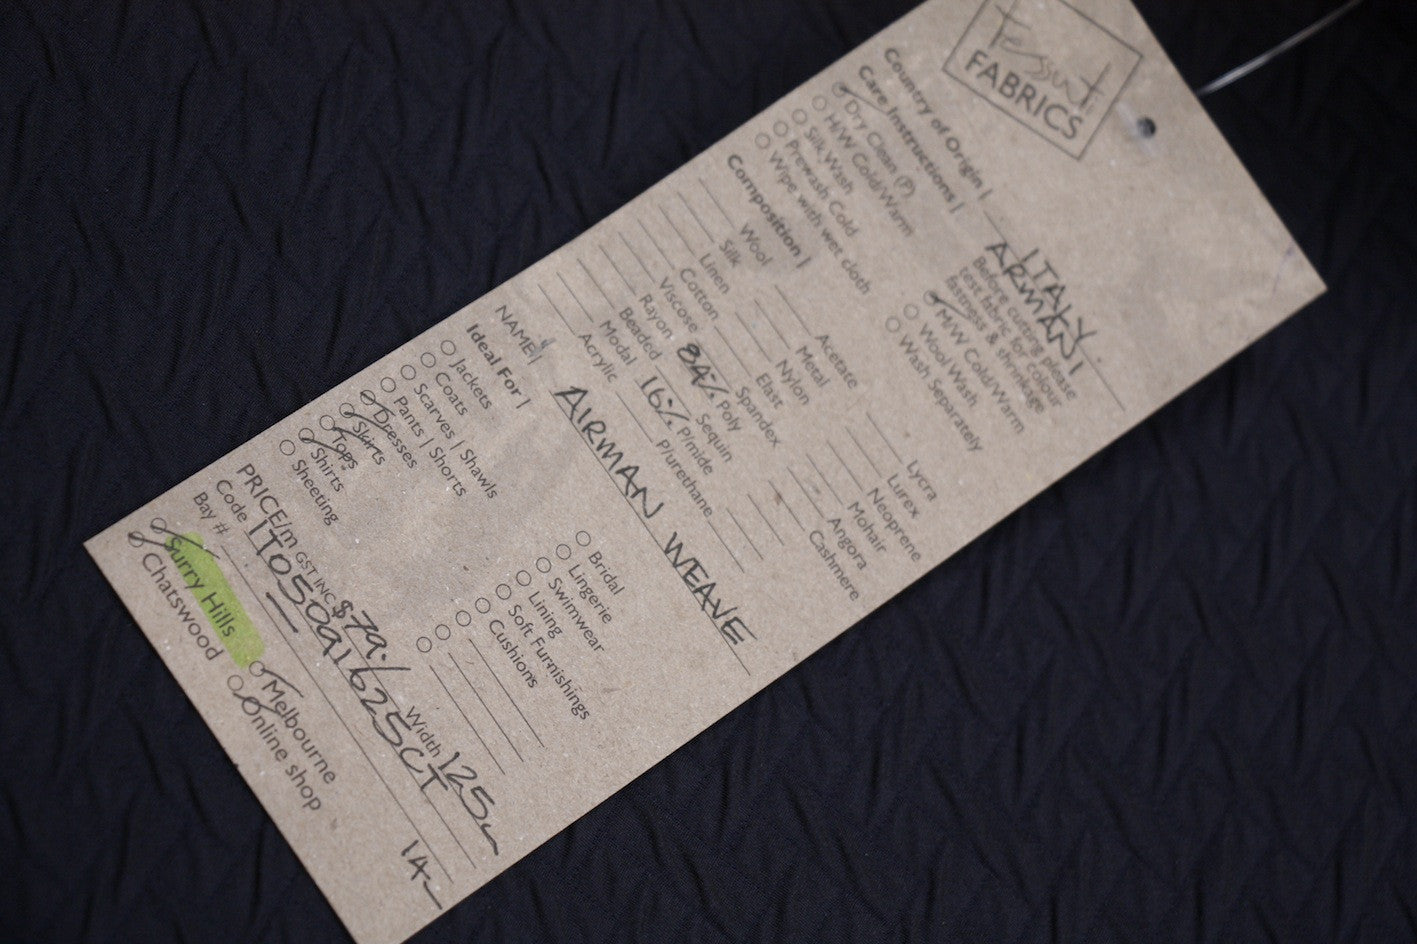 Tessuti
FABRICS
Country of Origin | ITALY.
Care Instructions | ARMANI
Dry Clean (P)
H/W Cold/Warm
Silk Wash
Prewash Cold
Wipe with wet cloth
Before cutting please
test fabric for colour
fastness & shrinkage
M/W Cold/Warm
Wool Wash
Wash Separately
Composition |
Wool
Silk
Linen
Cotton
Viscose
Rayon
Beaded
Modal
Acrylic
Acetate
Metal
Nylon
Elast
Spandex
84% Poly
Sequin
16% P/mide
P/urethane
Lycra
Lurex
Neoprene
Mohair
Angora
Cashmere
NAME | AIRMAN WEAVE
Ideal For |
Jackets
Coats
Scarves | Shawls
Pants | Shorts
Dresses
Skirts
Tops
Shirts
Sheeting
Bridal
Lingerie
Swimwear
Lining
Soft Furnishings
Cushions
PRICE/m GST INC $79./ Width 125
Code 1TO5091625CT
Bay #
14
Surry Hills
Chatswood
Melbourne
Online shop